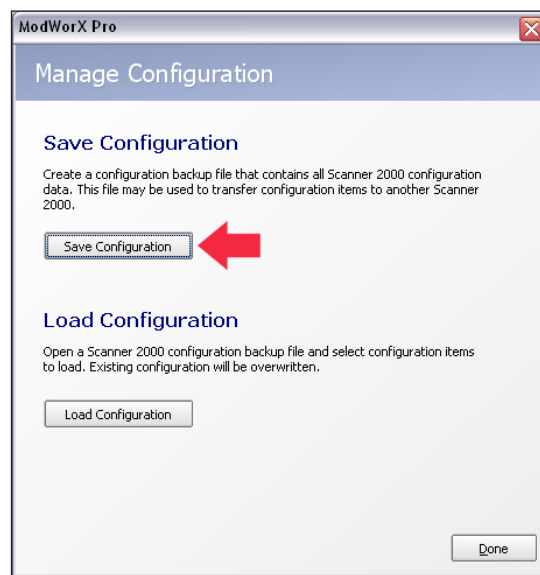 ModWorX Pro
Manage Configuration
Save Configuration
Create a configuration backup file that contains all Scanner 2000 configuration
data. This file may be used to transfer configuration items to another Scanner
2000.
Save Configuration
Load Configuration
Open a Scanner 2000 configuration backup file and select configuration items
to load. Existing configuration will be overwritten.
Load Configuration
Done